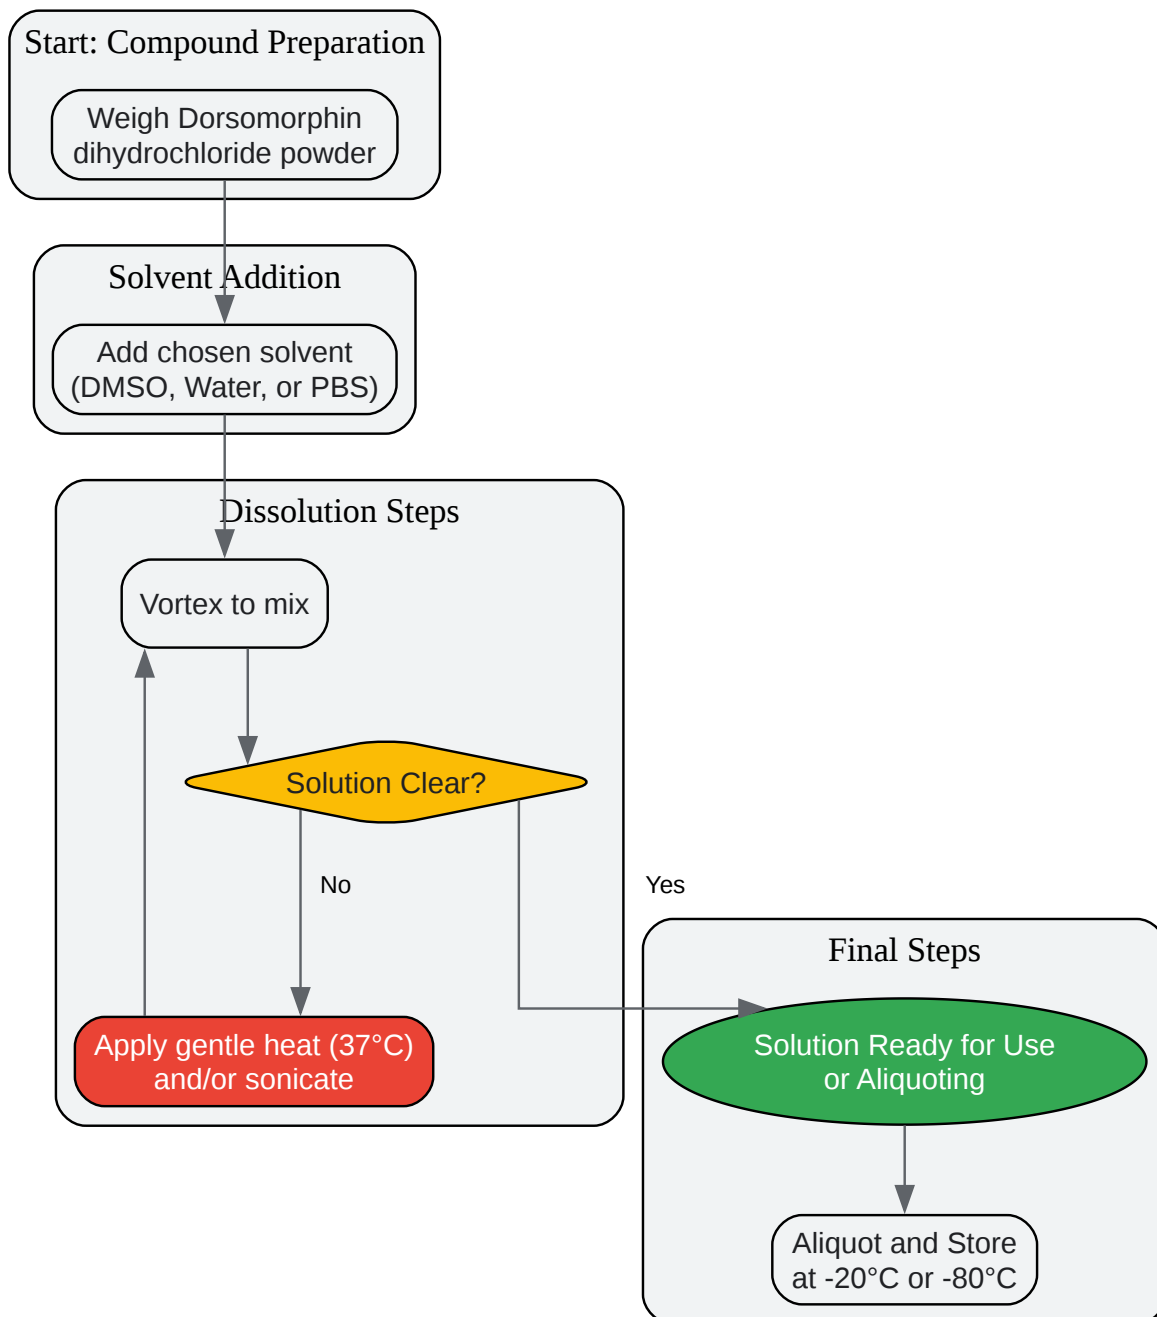 Start: Compound Preparation
Weigh Dorsomorphin
dihydrochloride powder
Solvent Addition
Add chosen solvent
(DMSO, Water, or PBS)
Dissolution Steps
Vortex to mix
Solution Clear?
No
Yes
Apply gentle heat (37°C)
and/or sonicate
Final Steps
Solution Ready for Use
or Aliquoting
Aliquot and Store
at -20°C or -80°C